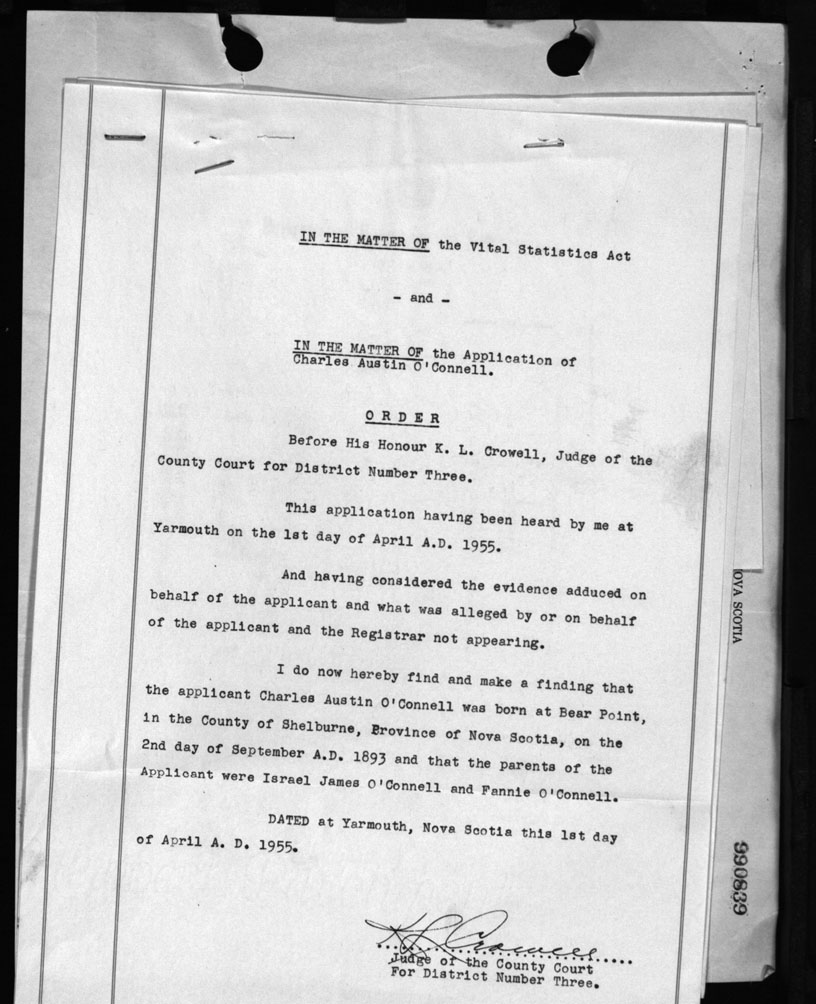 IN THE MATTER OF the Vital Statistics Act
- and -
IN THE MATTER OF the Application of
Charles Austin O'Connell.
O R D E R
Before His Honour K. L. Crowell, Judge of the
County Court for District Number Three.
This application having been heard by me at
Yarmouth on the 1st day of April A.D. 1955.
And having considered the evidence adduced on
behalf of the applicant and what was alleged by or on behalf
of the applicant and the Registrar not appearing.
I do now hereby find and make a finding that
the applicant Charles Austin O'Connell was born at Bear Point,
in the County of Shelburne, Province of Nova Scotia, on the
2nd day of September A.D. 1893 and that the parents of the
Applicant were Israel James O'Connell and Fannie O'Connell.
DATED at Yarmouth, Nova Scotia this 1st day
of April A. D. 1955.
K L Crowell
Judge of the County Court
For District Number Three.
OVA SCOTIA
990839